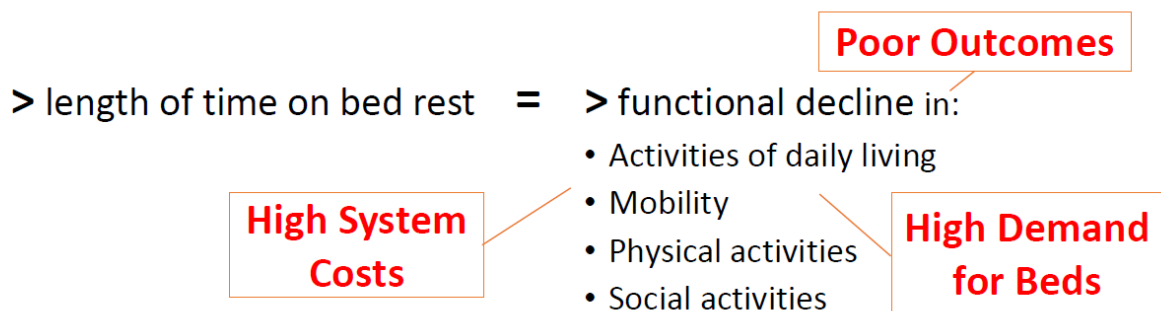 Poor Outcomes
> length of time on bed rest = > functional decline in:
• Activities of daily living
• Mobility
• Physical activities
• Social activities
High System
Costs
High Demand
for Beds